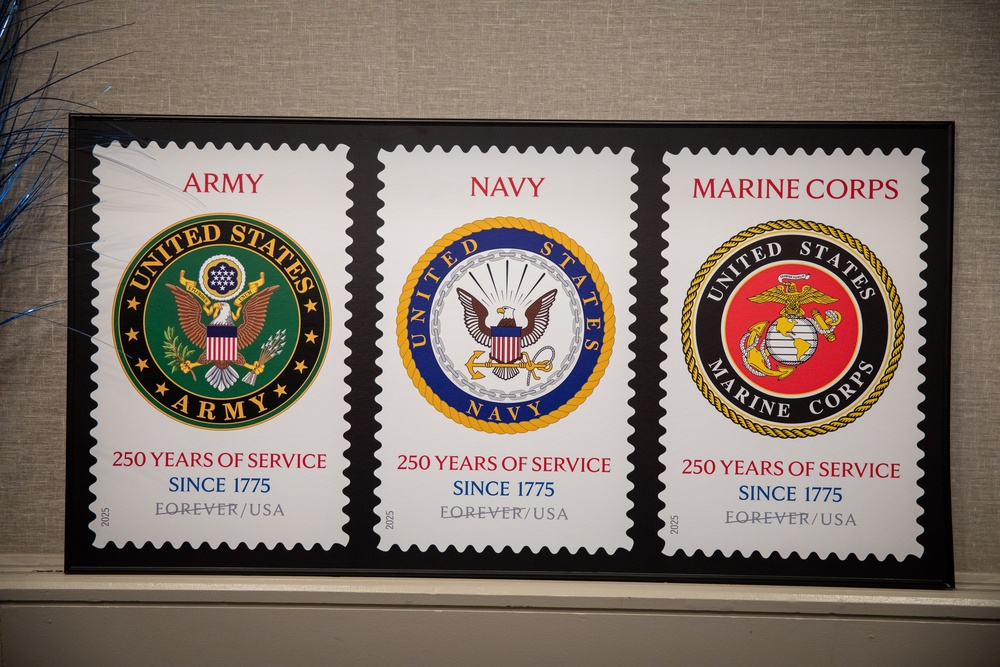 ARMY
UNITED STATES
ARMY
250 YEARS OF SERVICE
SINCE 1775
FOREVER/USA
2025
NAVY
UNITED STATES
NAVY
250 YEARS OF SERVICE
SINCE 1775
FOREVER/USA
2025
MARINE CORPS
UNITED STATES
MARINE CORPS
250 YEARS OF SERVICE
SINCE 1775
FOREVER/USA
2025